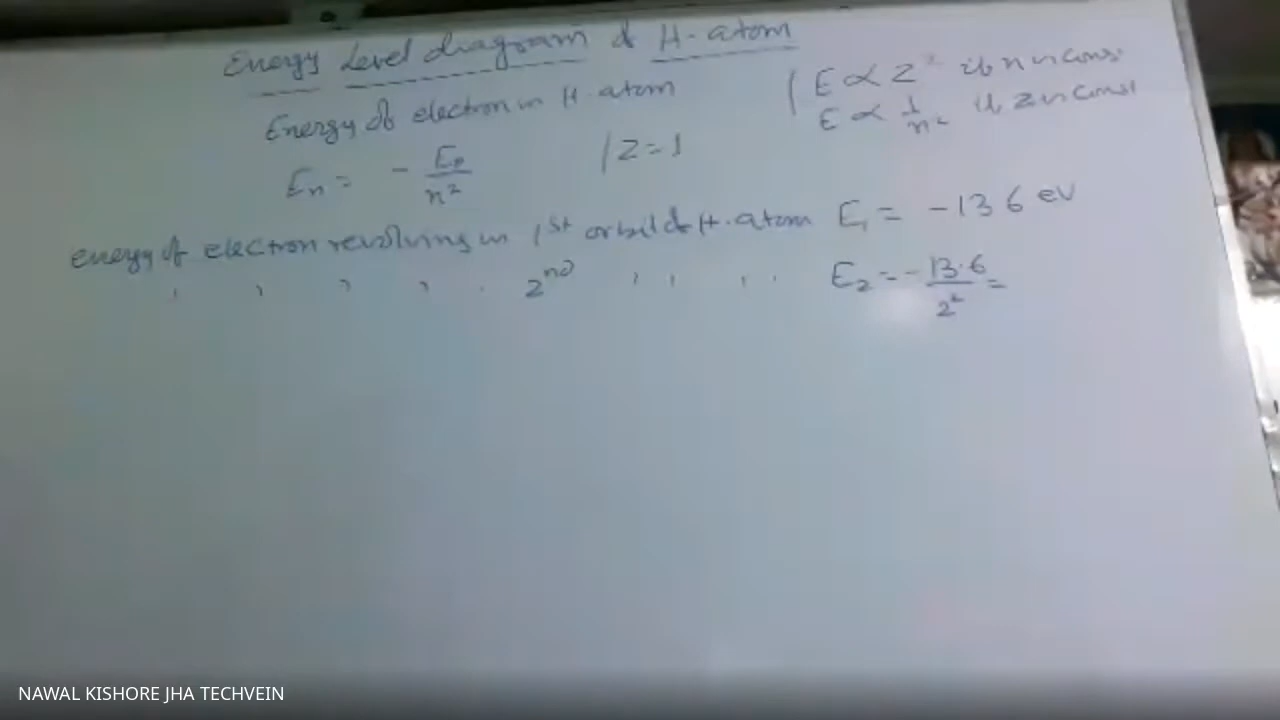 Energy Level diagram of H-atom
Energy of electron in H-atom | E ∝ Z² if n is const
E ∝ 1/n² if Z is const
En = - E₀/n² | Z=1
energy of electron revolving in 1st orbit of H-atom E₁ = -13.6 eV
, , , , . 2nd , , , , E₂ = -13.6/2² =
NAWAL KISHORE JHA TECHVEIN